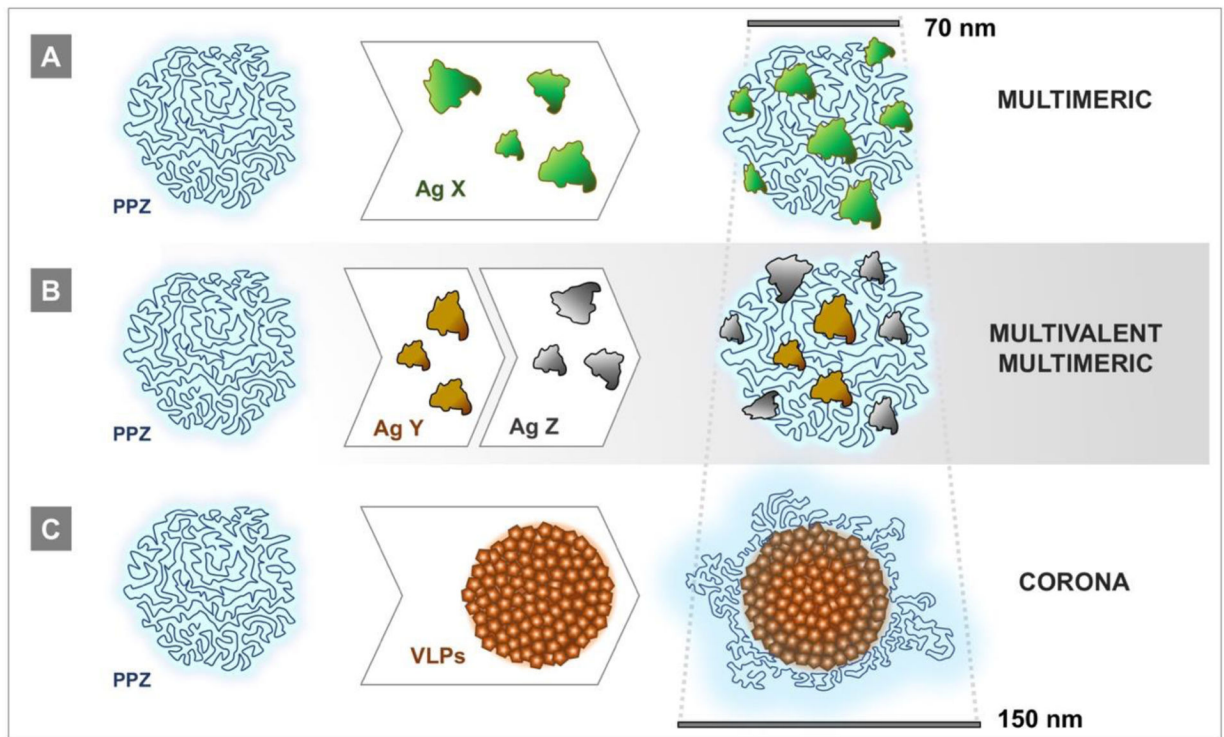 A
PPZ
Ag X
70 nm
MULTIMERIC
B
PPZ
Ag Y
Ag Z
MULTIVALENT
MULTIMERIC
C
PPZ
VLPs
CORONA
150 nm